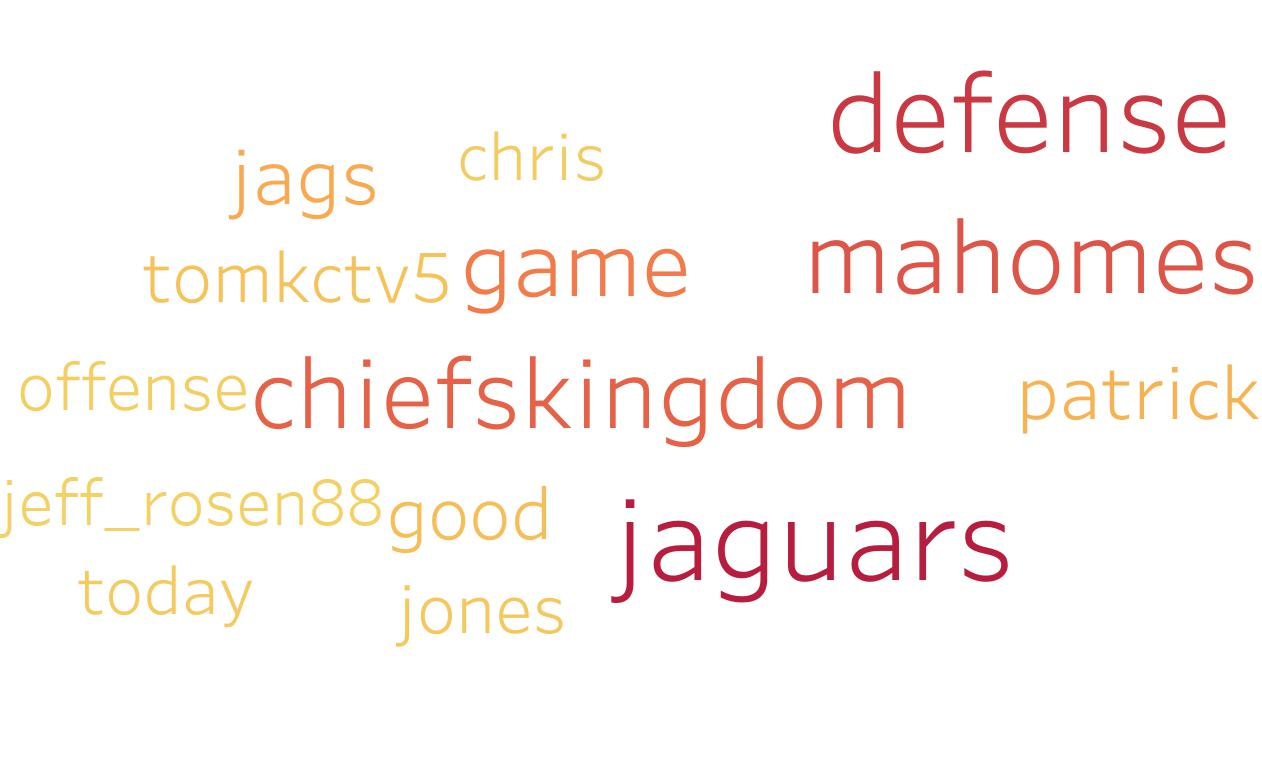 defense
chris
jags
mahomes
tomkctv5 game
chiefskingdom
offense
patrick
jeff_rosen88 good
jaguars
today
jones